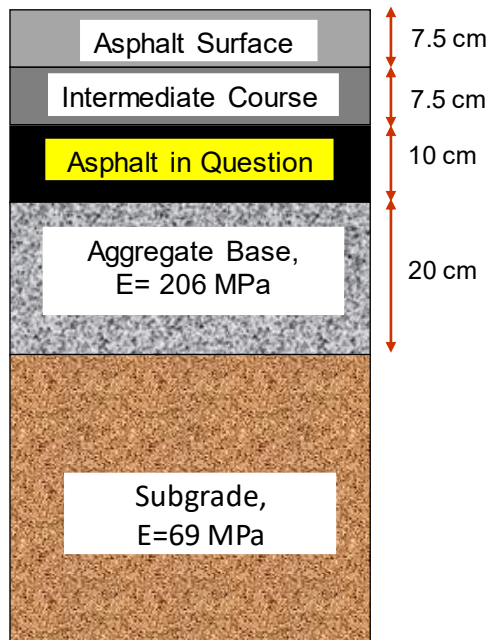 Asphalt Surface
7.5 cm
Intermediate Course
7.5 cm
Asphalt in Question
10 cm
Aggregate Base,
E= 206 MPa
20 cm
Subgrade,
E=69 MPa